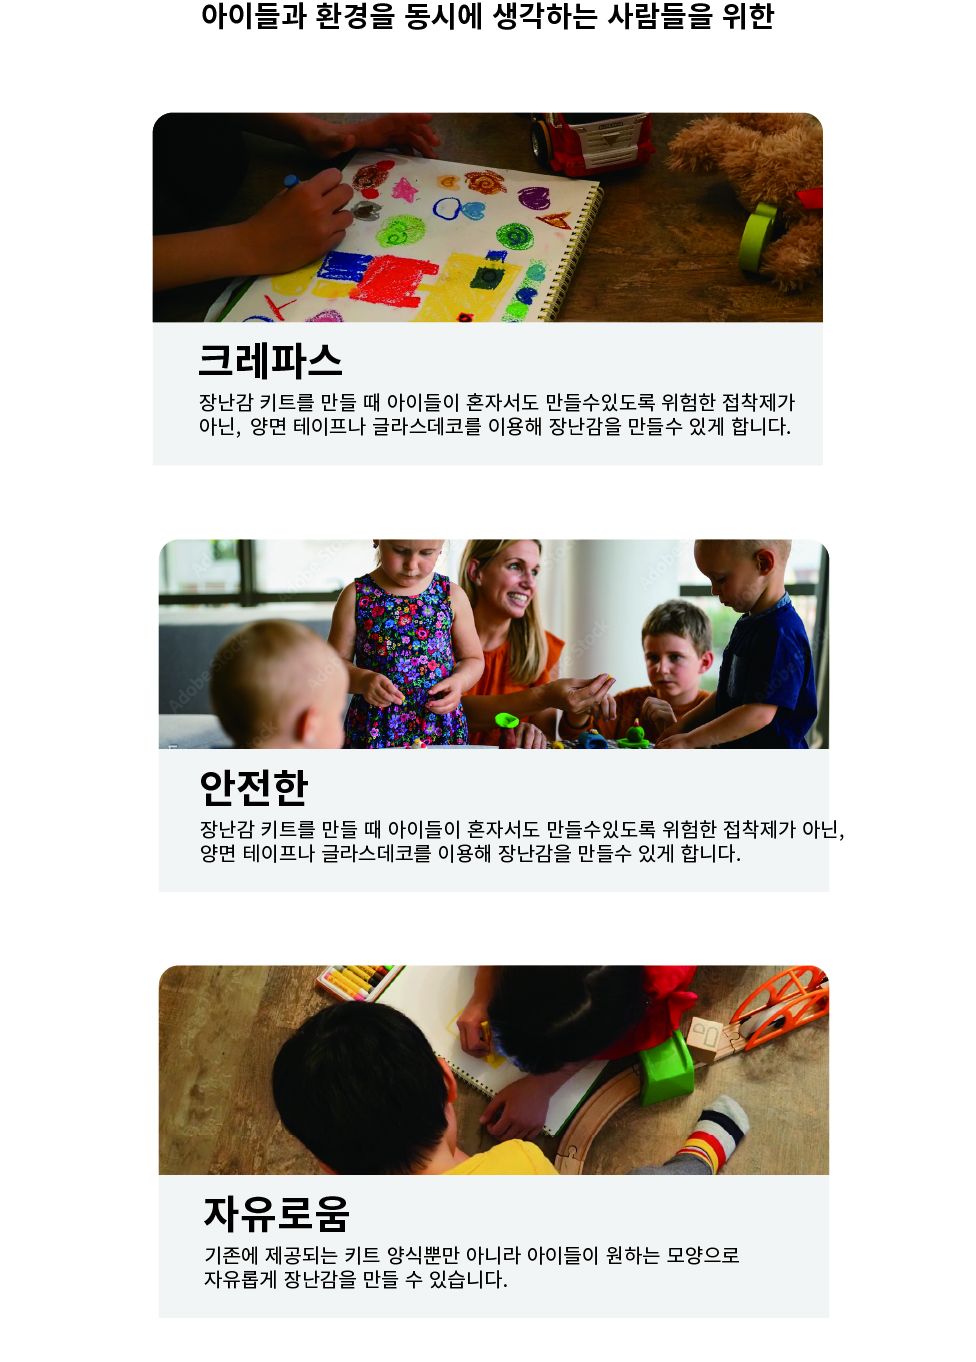 아이들과 환경을 동시에 생각하는 사람들을 위한
크레파스
장난감 키트를 만들 때 아이들이 혼자서도 만들수있도록 위험한 접착제가
아닌, 양면 테이프나 글라스데코를 이용해 장난감을 만들수 있게 합니다.
안전한
장난감 키트를 만들 때 아이들이 혼자서도 만들수있도록 위험한 접착제가 아닌,
양면 테이프나 글라스데코를 이용해 장난감을 만들수 있게 합니다.
자유로움
기존에 제공되는 키트 양식뿐만 아니라 아이들이 원하는 모양으로
자유롭게 장난감을 만들 수 있습니다.